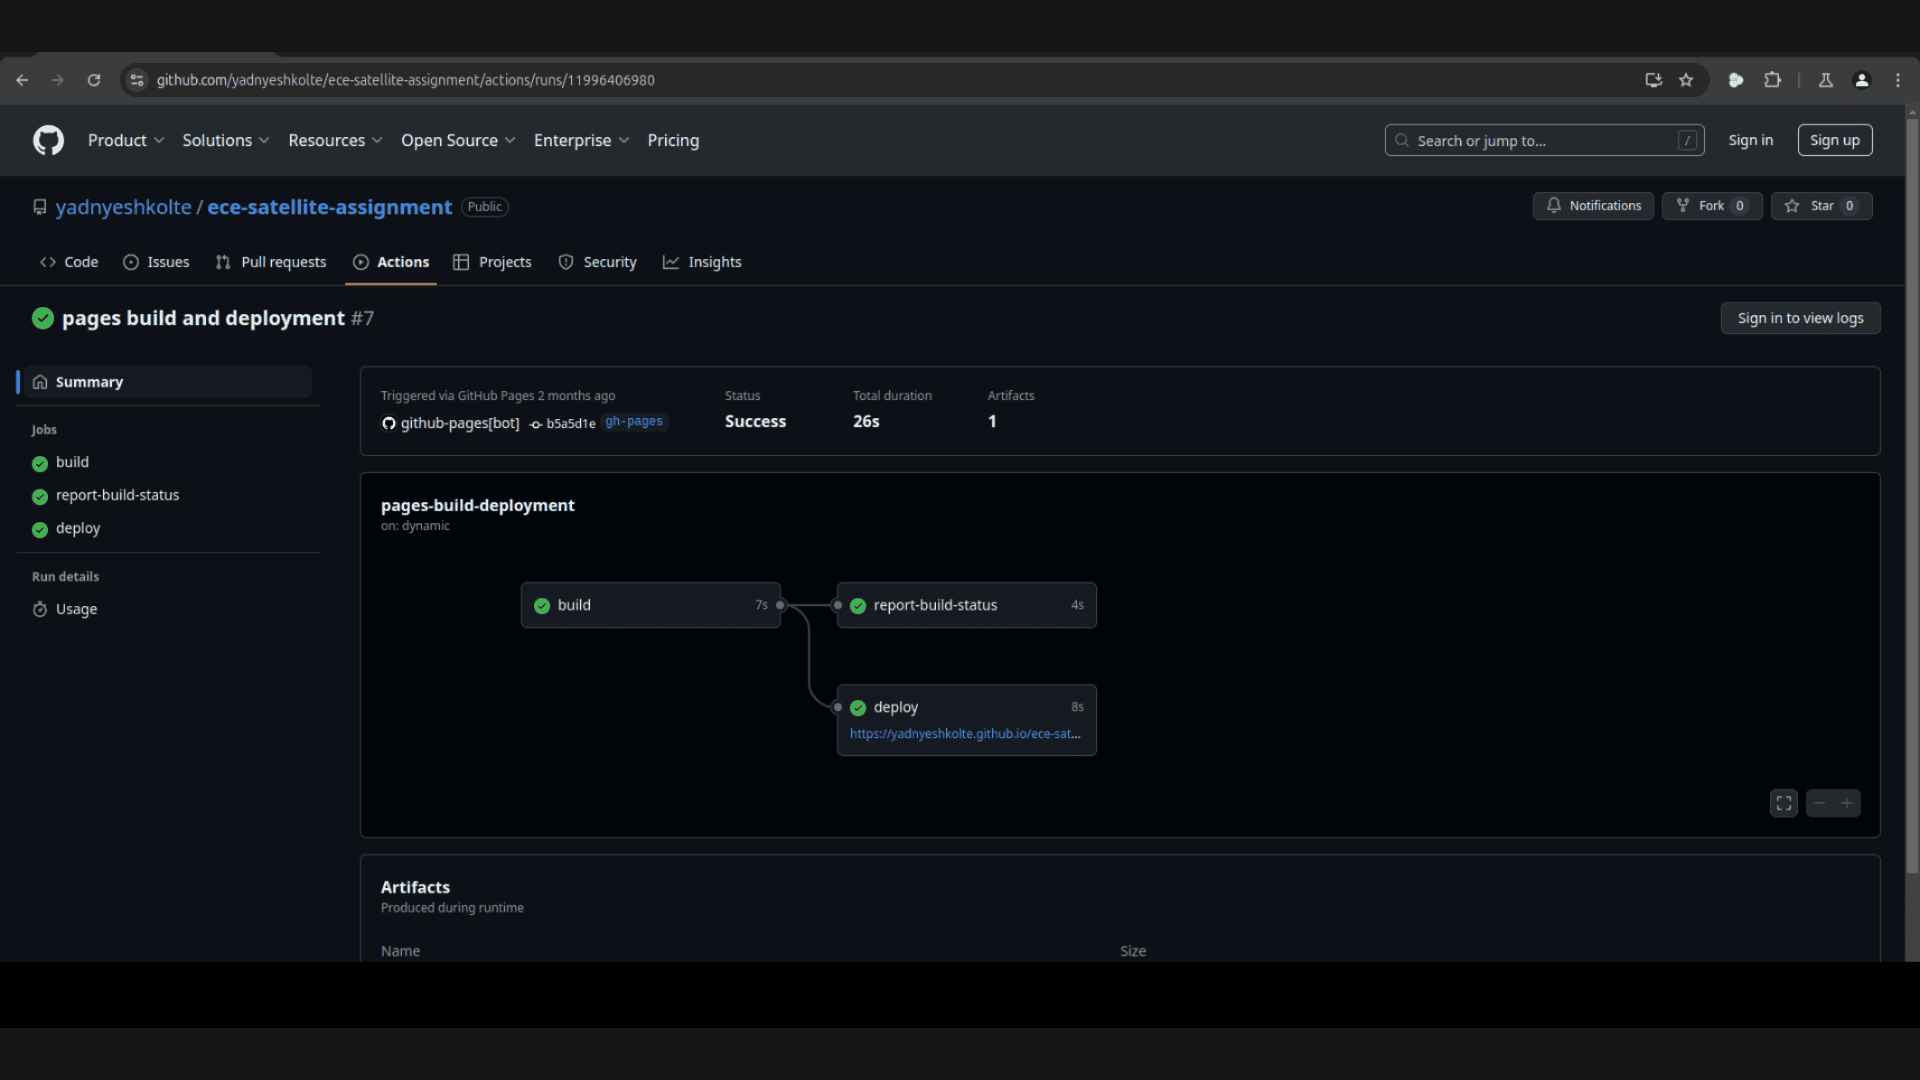 github.com/yadnyeshkolte/ece-satellite-assignment/actions/runs/11996406980
Product Solutions Resources Open Source Enterprise Pricing Search or jump to... / Sign in Sign up
yadnyeshkolte / ece-satellite-assignment Public Notifications Fork 0 Star 0
Code Issues Pull requests Actions Projects Security Insights
pages build and deployment #7 Sign in to view logs
Summary
Jobs
build
report-build-status
deploy
Run details
Usage
Triggered via GitHub Pages 2 months ago Status Total duration Artifacts
github-pages[bot] b5a5d1e gh-pages Success 26s 1
pages-build-deployment
on: dynamic
build 7s report-build-status 4s
deploy 8s
https://yadnyeshkolte.github.io/ece-sat...
Artifacts
Produced during runtime
Name Size